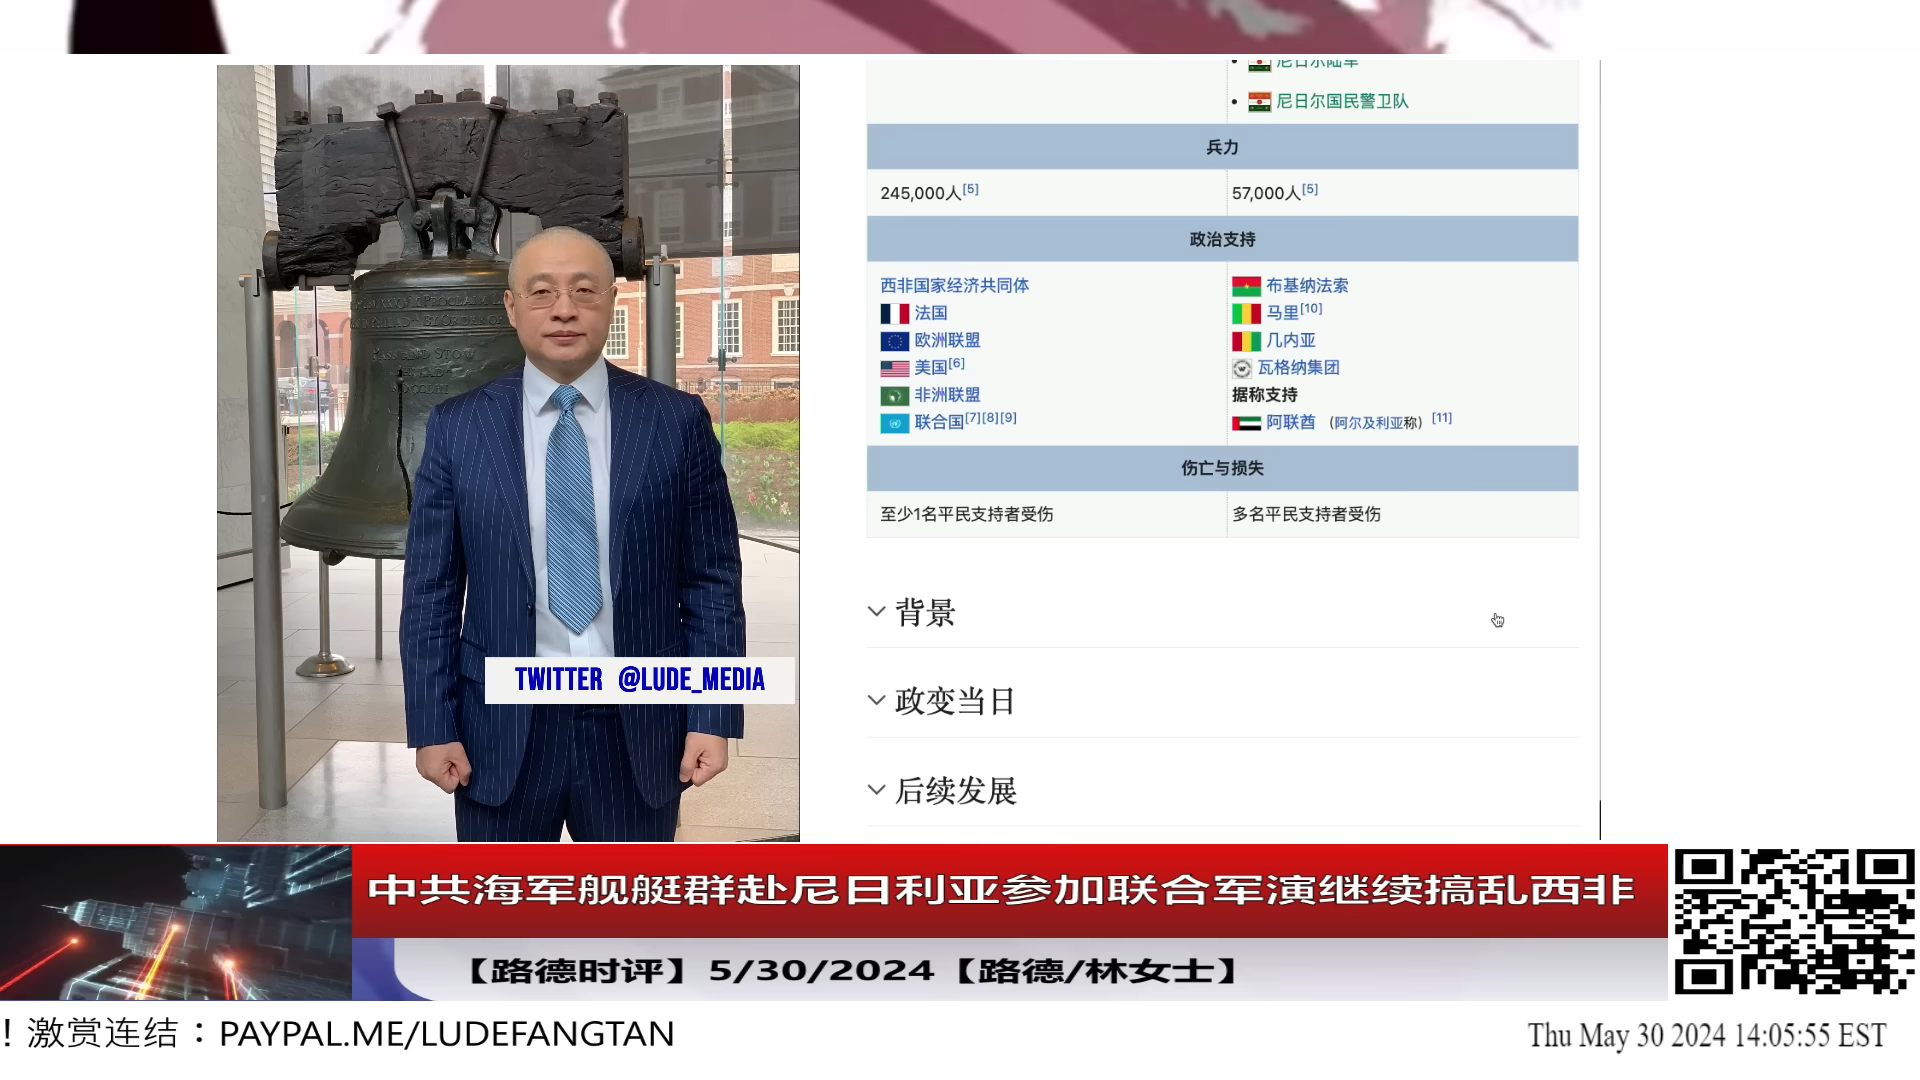 尼日尔陆军
尼日尔国民警卫队
兵力
245,000人[5]
57,000人[5]
政治支持
西非国家经济共同体
法国
欧洲联盟
美国[6]
非洲联盟
联合国[7][8][9]
布基纳法索
马里[10]
几内亚
瓦格纳集团
据称支持
阿联酋 (阿尔及利亚称) [11]
伤亡与损失
至少1名平民支持者受伤
多名平民支持者受伤
背景
政变当日
后续发展
PASS AND STOW
TWITTER @LUDE_MEDIA
中共海军舰艇群赴尼日利亚参加联合军演继续搞乱西非
【路德时评】5/30/2024【路德/林女士】
! 激赏连结：PAYPAL.ME/LUDEFANGTAN
Thu May 30 2024 14:05:55 EST